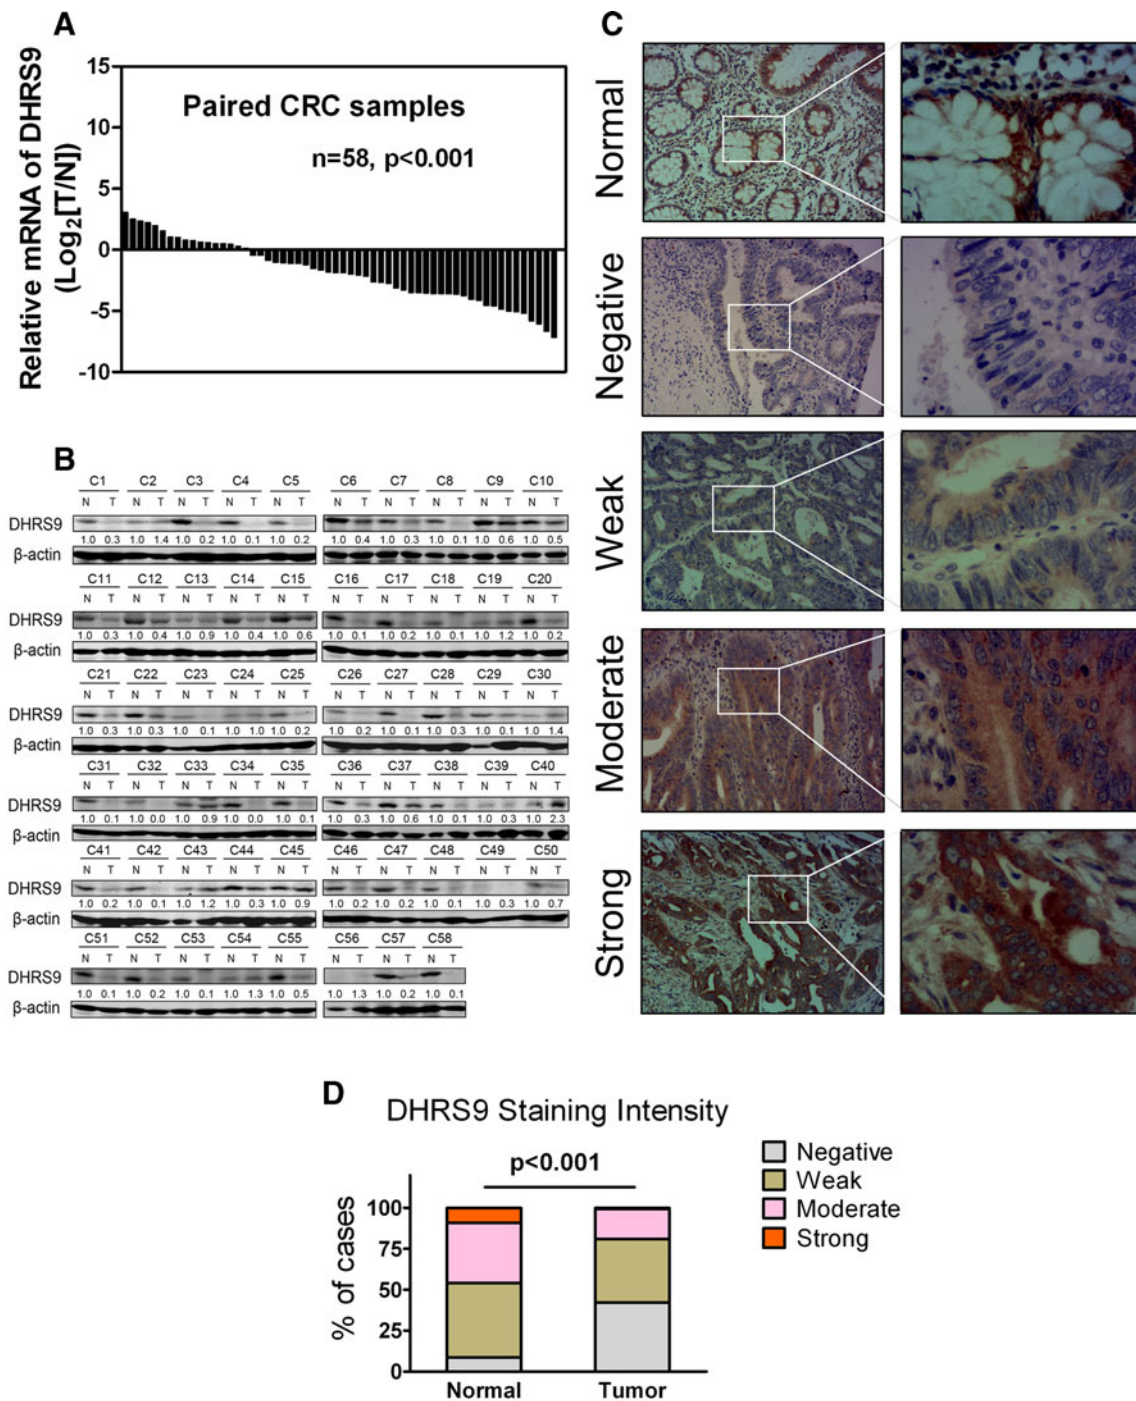 A
Relative mRNA of DHRS9
(Log2[T/N])
15
10
5
0
-5
-10
Paired CRC samples
n=58, p<0.001
B
C1 C2 C3 C4 C5 C6 C7 C8 C9 C10
N T N T N T N T N T N T N T N T N T N T
DHRS9
1.0 0.3 1.0 1.4 1.0 0.2 1.0 0.1 1.0 0.2 1.0 0.4 1.0 0.3 1.0 0.1 1.0 0.6 1.0 0.5
β-actin
C11 C12 C13 C14 C15 C16 C17 C18 C19 C20
N T N T N T N T N T N T N T N T N T N T
DHRS9
1.0 0.3 1.0 0.4 1.0 0.9 1.0 0.4 1.0 0.6 1.0 0.1 1.0 0.2 1.0 0.1 1.0 1.2 1.0 0.2
β-actin
C21 C22 C23 C24 C25 C26 C27 C28 C29 C30
N T N T N T N T N T N T N T N T N T N T
DHRS9
1.0 0.3 1.0 0.3 1.0 0.1 1.0 1.0 1.0 0.2 1.0 0.2 1.0 0.1 1.0 0.3 1.0 0.1 1.0 1.4
β-actin
C31 C32 C33 C34 C35 C36 C37 C38 C39 C40
N T N T N T N T N T N T N T N T N T N T
DHRS9
1.0 0.1 1.0 0.0 1.0 0.9 1.0 0.0 1.0 0.1 1.0 0.3 1.0 0.6 1.0 0.1 1.0 0.3 1.0 2.3
β-actin
C41 C42 C43 C44 C45 C46 C47 C48 C49 C50
N T N T N T N T N T N T N T N T N T N T
DHRS9
1.0 0.2 1.0 0.1 1.0 1.2 1.0 0.3 1.0 0.9 1.0 0.2 1.0 0.2 1.0 0.1 1.0 0.3 1.0 0.7
β-actin
C51 C52 C53 C54 C55 C56 C57 C58
N T N T N T N T N T N T N T N T
DHRS9
1.0 0.1 1.0 0.2 1.0 0.1 1.0 1.3 1.0 0.5 1.0 1.3 1.0 0.2 1.0 0.1
β-actin
C
Normal
Negative
Weak
Moderate
Strong
D
DHRS9 Staining Intensity
p<0.001
% of cases
100
75
50
25
0
Normal Tumor
Negative
Weak
Moderate
Strong